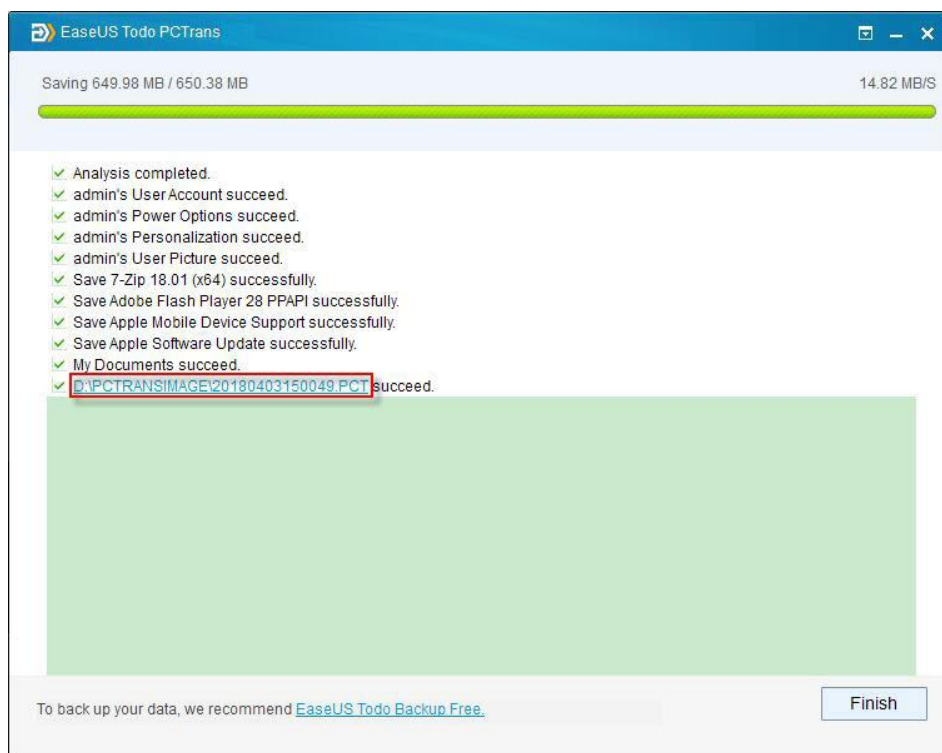 EaseUS Todo PCTrans
Saving 649.98 MB / 650.38 MB 14.82 MB/S
Analysis completed.
admin's User Account succeed.
admin's Power Options succeed.
admin's Personalization succeed.
admin's User Picture succeed.
Save 7-Zip 18.01 (x64) successfully.
Save Adobe Flash Player 28 PPAPI successfully.
Save Apple Mobile Device Support successfully.
Save Apple Software Update successfully.
My Documents succeed.
D:\PCTRANSIMAGE\20180403150049.PCT succeed.
To back up your data, we recommend EaseUS Todo Backup Free.
Finish